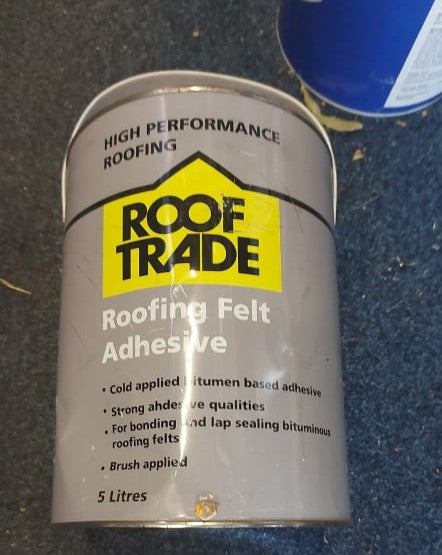 HIGH PERFORMANCE
ROOFING
ROOF
TRADE
Roofing Felt
Adhesive
• Cold applied bitumen based adhesive
• Strong ahdesive qualities
• For bonding and lap sealing bituminous
roofing felts
• Brush applied
5 Litres